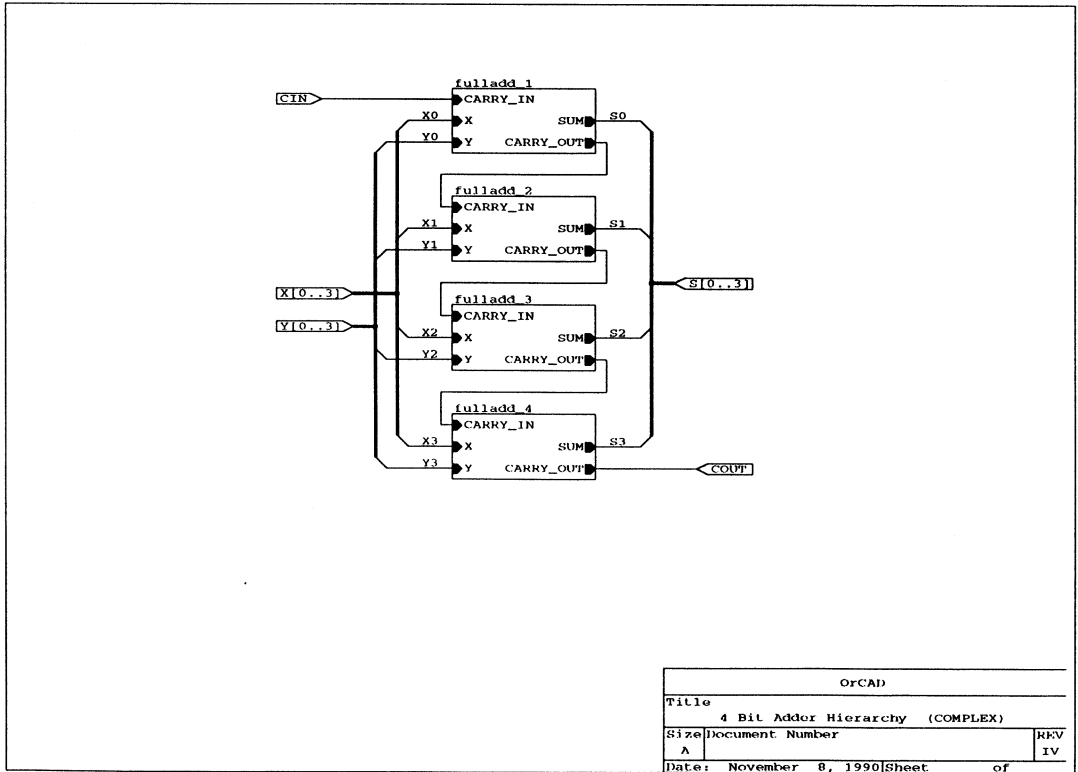 fulladd_1
CIN
CARRY_IN
X0
X
SUM
S0
Y0
Y
CARRY_OUT
fulladd_2
CARRY_IN
X1
X
SUM
S1
Y1
Y
CARRY_OUT
X[0..3]
S[0..3]
fulladd_3
CARRY_IN
Y[0..3]
X2
X
SUM
S2
Y2
Y
CARRY_OUT
fulladd_4
CARRY_IN
X3
X
SUM
S3
Y3
Y
CARRY_OUT
COUT
OrCAD
Title
4 Bit Adder Hierarchy (COMPLEX)
Size
Document Number
REV
A
IV
Date: November 8, 1990
Sheet of